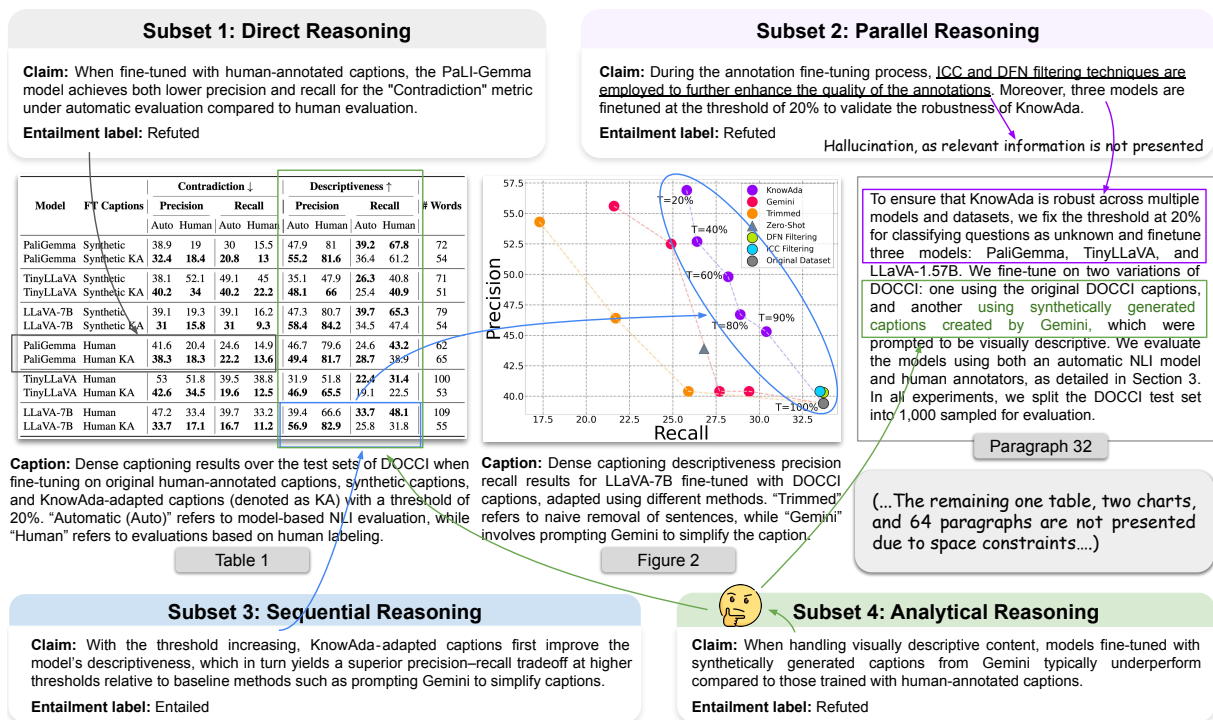 Subset 1: Direct Reasoning
Claim: When fine-tuned with human-annotated captions, the PaLI-Gemma
model achieves both lower precision and recall for the "Contradiction" metric
under automatic evaluation compared to human evaluation.
Entailment label: Refuted
Subset 2: Parallel Reasoning
Claim: During the annotation fine-tuning process, ICC and DFN filtering techniques are
employed to further enhance the quality of the annotations. Moreover, three models are
finetuned at the threshold of 20% to validate the robustness of KnowAda.
Entailment label: Refuted
Hallucination, as relevant information is not presented
Contradiction ↓ Descriptiveness ↑
Model FT Captions Precision Recall Precision Recall # Words
Auto Human Auto Human Auto Human Auto Human
PaliGemma Synthetic 38.9 19 30 15.5 47.9 81 39.2 67.8 72
PaliGemma Synthetic KA 32.4 18.4 20.8 13 55.2 81.6 36.4 61.2 54
TinyLLaVA Synthetic 38.1 52.1 49.1 45 35.1 57.9 26.3 40.8 71
TinyLLaVA Synthetic KA 40.2 34 40.2 22.2 48.1 66 25.4 40.9 51
LLaVA-7B Synthetic 39.1 19.3 39.1 16.2 47.3 80.7 39.7 65.3 79
LLaVA-7B Synthetic KA 31 15.8 31 9.3 58.4 84.2 34.5 47.4 54
PaliGemma Human 41.6 20.4 24.6 14.9 46.7 79.6 24.6 43.2 62
PaliGemma Human KA 38.3 18.3 22.2 13.6 49.4 81.7 28.7 38.9 65
TinyLLaVA Human 53 51.8 39.5 38.8 31.9 51.8 22.4 31.4 100
TinyLLaVA Human KA 42.6 34.5 19.6 12.5 46.9 65.5 19.1 22.5 53
LLaVA-7B Human 47.2 33.4 39.7 33.2 39.4 66.6 33.7 48.1 109
LLaVA-7B Human KA 33.7 17.1 16.7 11.2 56.9 82.9 25.8 31.8 55
Caption: Dense captioning results over the test sets of DOCCI when
fine-tuning on original human-annotated captions, synthetic captions,
and KnowAda-adapted captions (denoted as KA) with a threshold of
20%. “Automatic (Auto)” refers to model-based NLI evaluation, while
“Human” refers to evaluations based on human labeling.
Table 1
57.5
55.0
52.5
50.0
47.5
45.0
42.5
40.0
Precision
17.5 20.0 22.5 25.0 27.5 30.0 32.5
Recall
T=20%
T=40%
T=60%
T=80%
T=90%
T=100%
KnowAda
Gemini
Trimmed
Zero-Shot
DFN Filtering
ICC Filtering
Original Dataset
Caption: Dense captioning descriptiveness precision
recall results for LLaVA-7B fine-tuned with DOCCI
captions, adapted using different methods. “Trimmed”
refers to naive removal of sentences, while “Gemini”
involves prompting Gemini to simplify the caption.
Figure 2
To ensure that KnowAda is robust across multiple
models and datasets, we fix the threshold at 20%
for classifying questions as unknown and finetune
three models: PaliGemma, TinyLLaVA, and
LLaVA-1.57B. We fine-tune on two variations of
DOCCI: one using the original DOCCI captions,
and another using synthetically generated
captions created by Gemini, which were
prompted to be visually descriptive. We evaluate
the models using both an automatic NLI model
and human annotators, as detailed in Section 3.
In all experiments, we split the DOCCI test set
into 1,000 sampled for evaluation.
Paragraph 32
(...The remaining one table, two charts,
and 64 paragraphs are not presented
due to space constraints....)
Subset 3: Sequential Reasoning
Claim: With the threshold increasing, KnowAda-adapted captions first improve the
model’s descriptiveness, which in turn yields a superior precision–recall tradeoff at higher
thresholds relative to baseline methods such as prompting Gemini to simplify captions.
Entailment label: Entailed
Subset 4: Analytical Reasoning
Claim: When handling visually descriptive content, models fine-tuned with
synthetically generated captions from Gemini typically underperform
compared to those trained with human-annotated captions.
Entailment label: Refuted